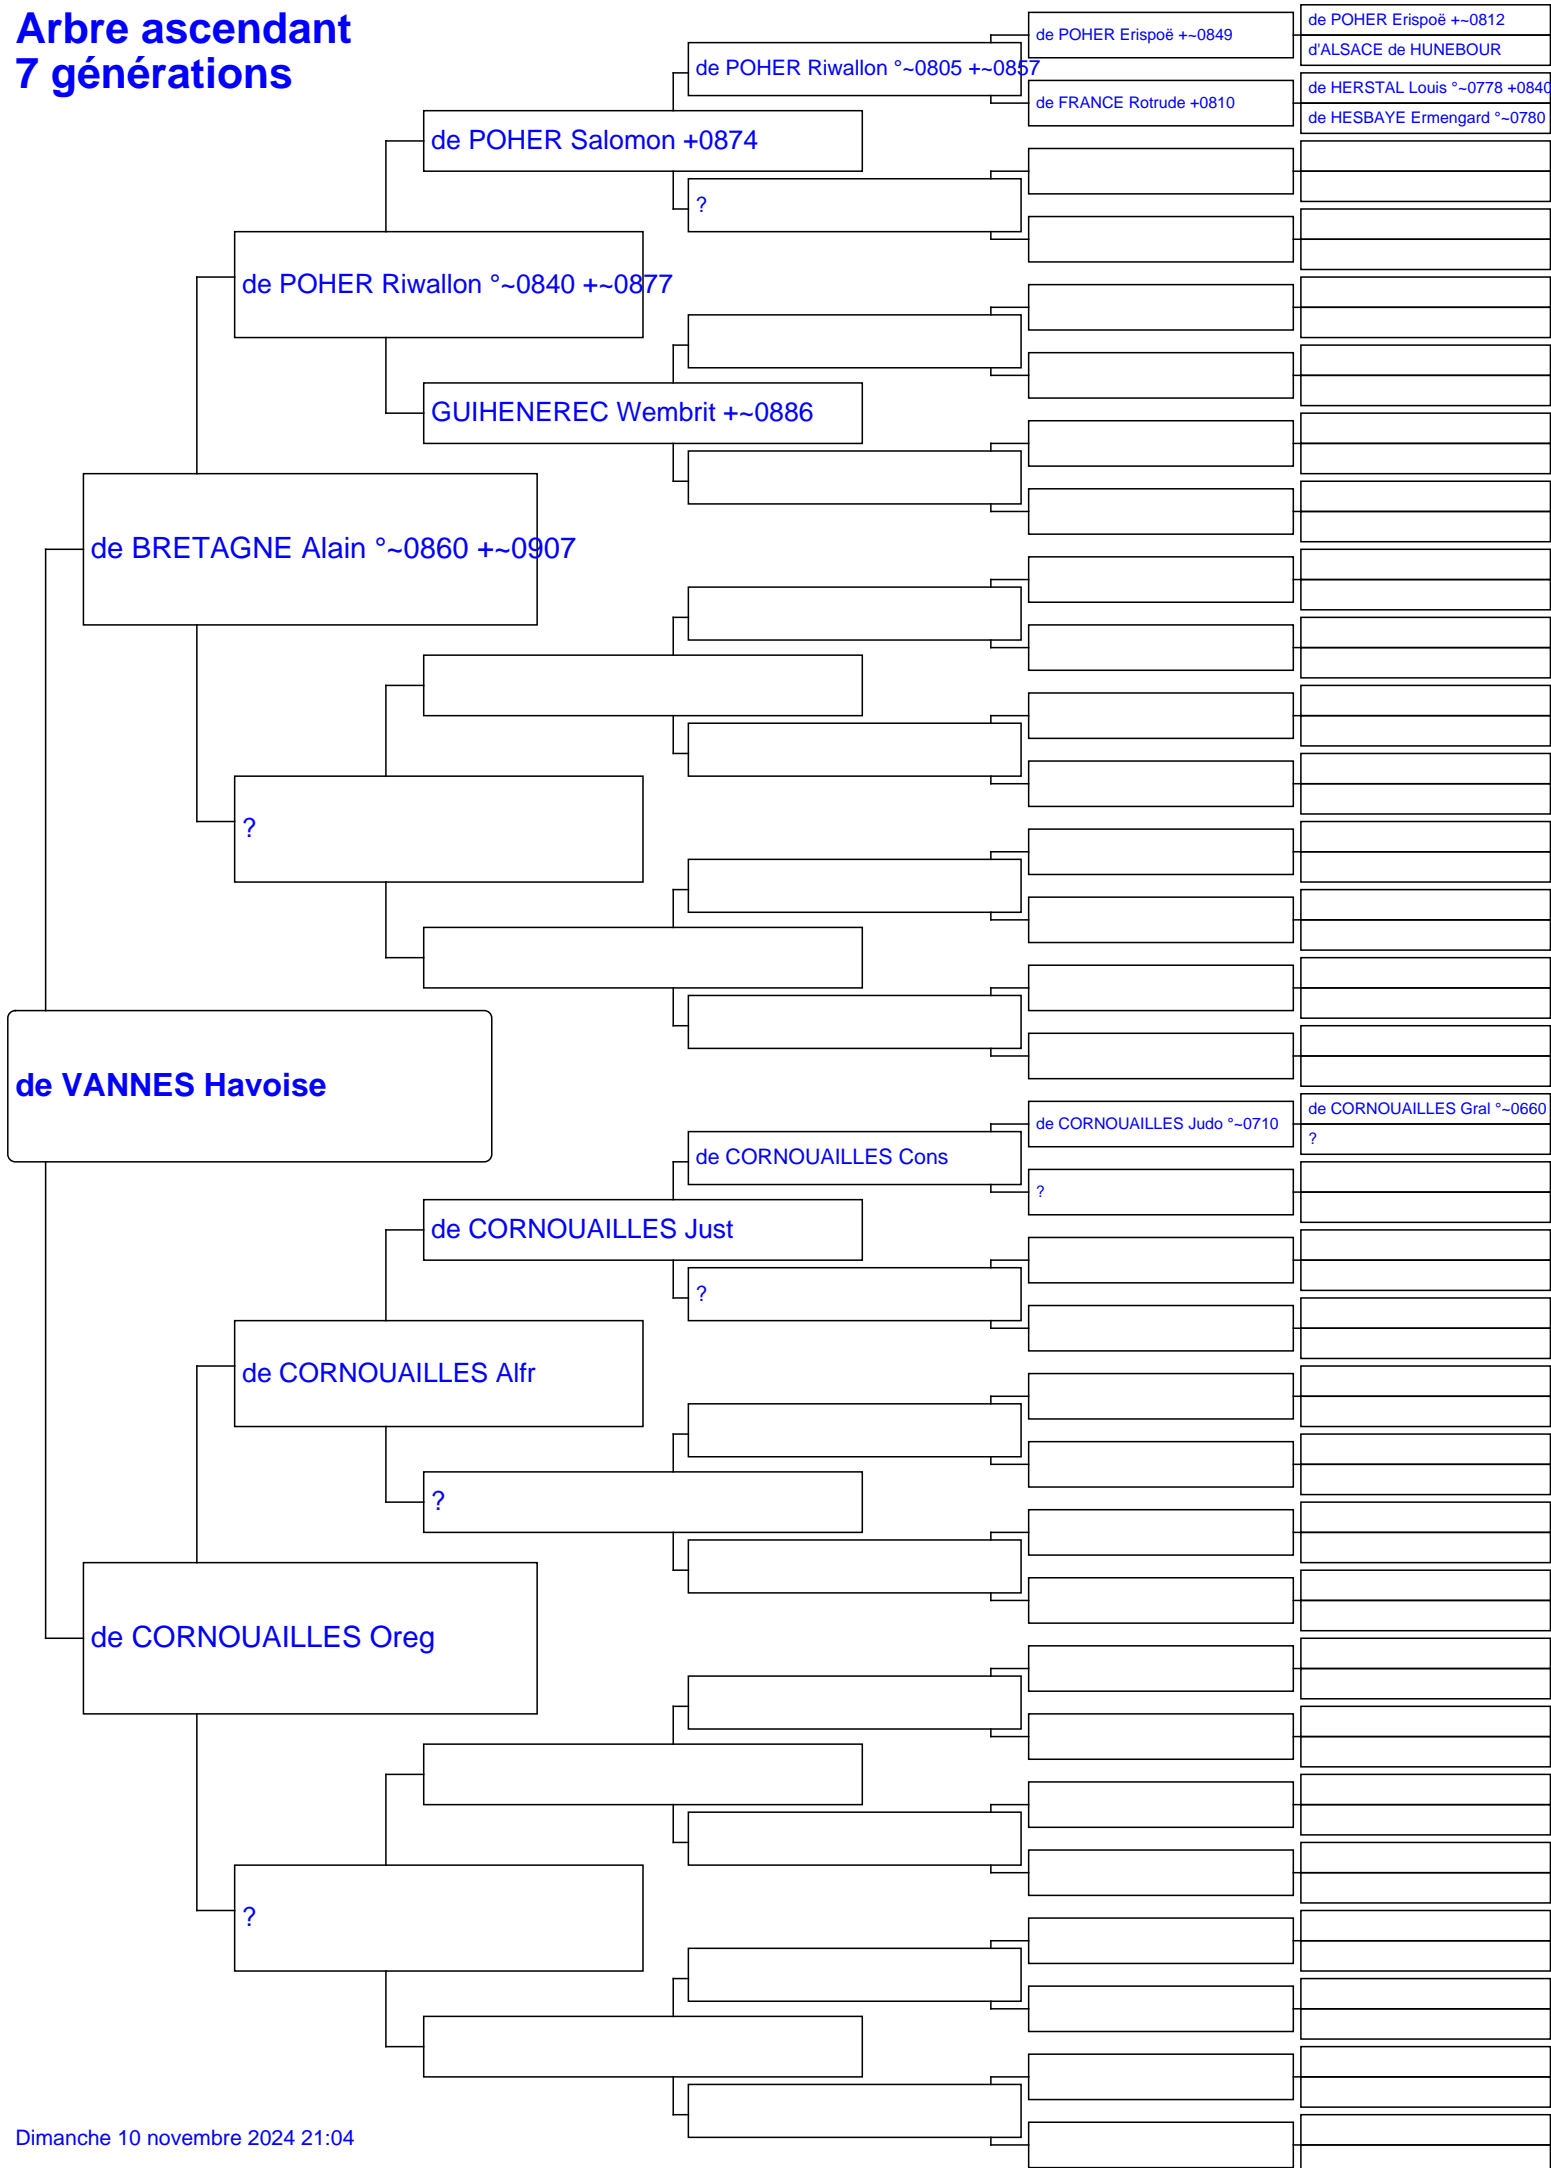 Arbre ascendant
7 générations
de POHER Erispoë +~0812
de POHER Erispoë +~0849
d'ALSACE de HUNEBOUR
de POHER Riwallon °~0805 +~0857
de HERSTAL Louis °~0778 +0840
de FRANCE Rotrude +0810
de HESBAYE Ermengard °~0780
de POHER Salomon +0874
?
de POHER Riwallon °~0840 +~0877
GUIHENEREC Wembrit +~0886
de BRETAGNE Alain °~0860 +~0907
?
de VANNES Havoise
de CORNOUAILLES Gral °~0660
de CORNOUAILLES Judo °~0710
?
de CORNOUAILLES Cons
?
de CORNOUAILLES Just
?
de CORNOUAILLES Alfr
?
de CORNOUAILLES Oreg
?
Dimanche 10 novembre 2024 21:04